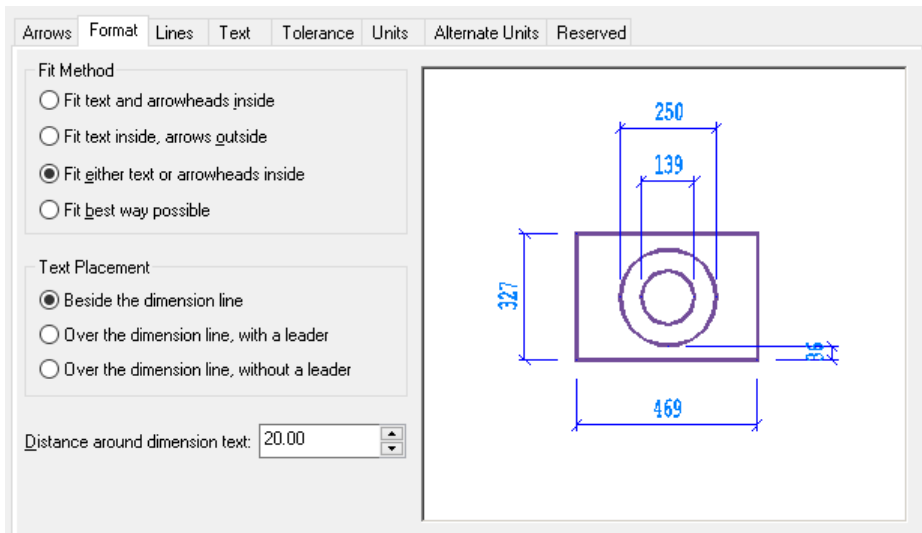 Arrows Format Lines Text Tolerance Units Alternate Units Reserved
Fit Method
Fit text and arrowheads inside
Fit text inside, arrows outside
Fit either text or arrowheads inside
Fit best way possible
Text Placement
Beside the dimension line
Over the dimension line, with a leader
Over the dimension line, without a leader
Distance around dimension text: 20.00
250
139
327
36
469